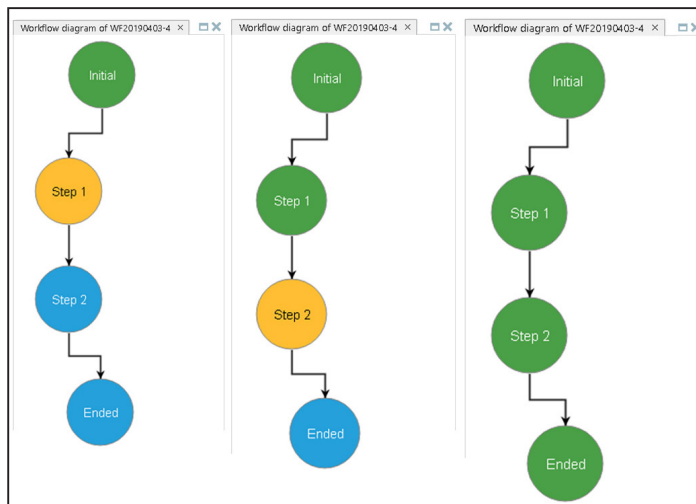 Workflow diagram of WF20190403-4
Initial
Step 1
Step 2
Ended
Workflow diagram of WF20190403-4
Initial
Step 1
Step 2
Ended
Workflow diagram of WF20190403-4
Initial
Step 1
Step 2
Ended